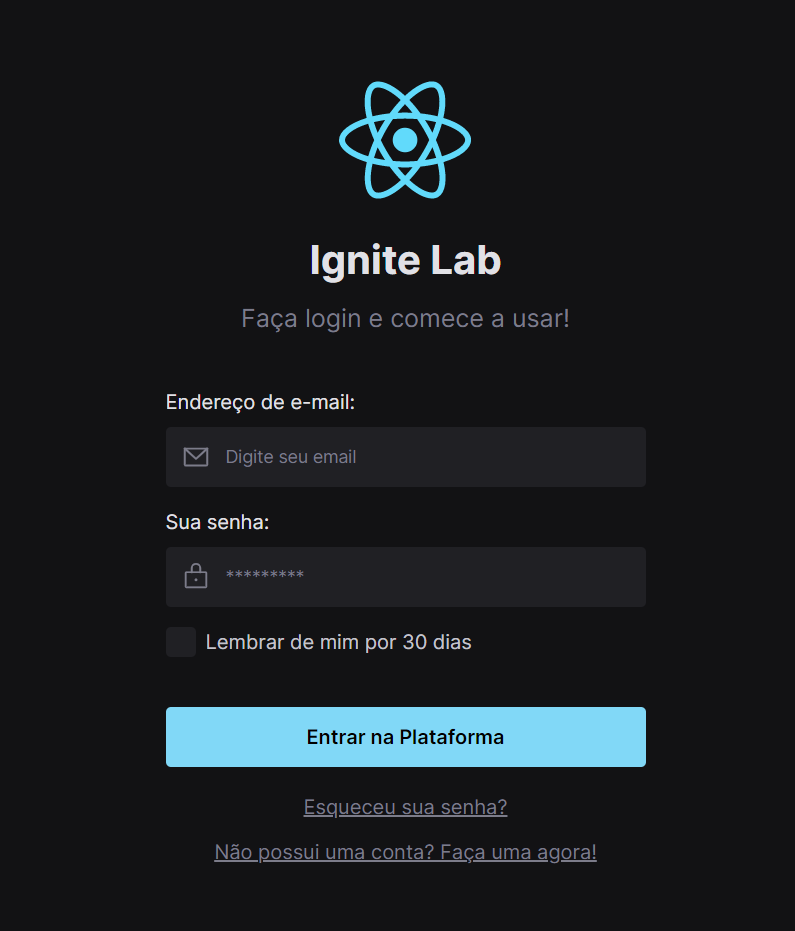 Ignite Lab
Faça login e comece a usar!
Endereço de e-mail:
Digite seu email
Sua senha:
*********
Lembrar de mim por 30 dias
Entrar na Plataforma
Esqueceu sua senha?
Não possui uma conta? Faça uma agora!